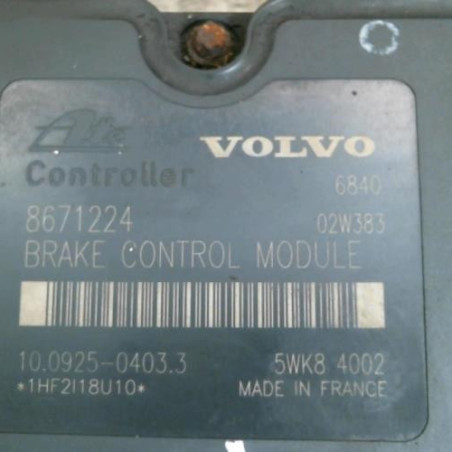 Ate VOLVO
Controller 6840
8671224 02W383
BRAKE CONTROL MODULE
10.0925-0403.3 5WK8 4002
*1HF2I18U10* MADE IN FRANCE